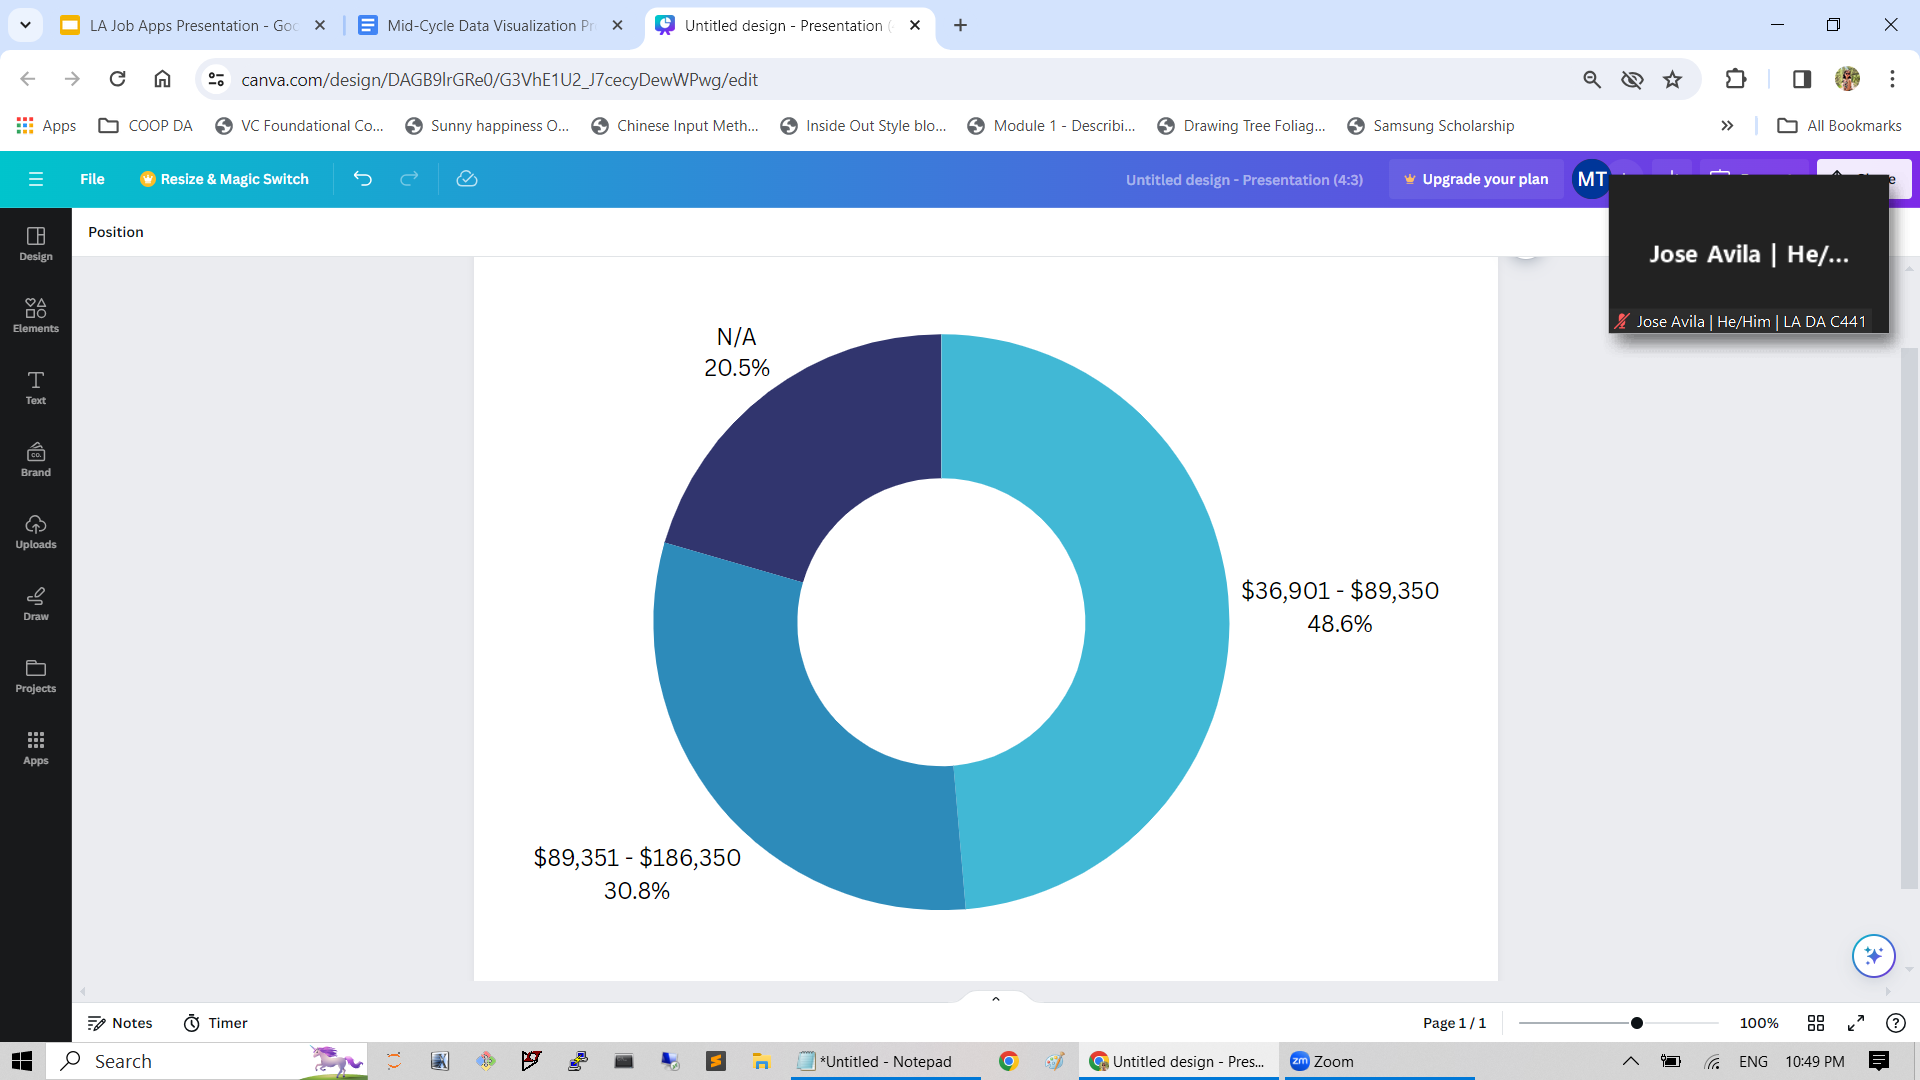 LA Job Apps Presentation - Goo
Mid-Cycle Data Visualization Pr
Untitled design - Presentation (
canva.com/design/DAGB9lrGRe0/G3VhE1U2_J7cecyDewWPwg/edit
Apps
COOP DA
VC Foundational Co...
Sunny happiness O...
Chinese Input Meth...
Inside Out Style blo...
Module 1 - Describi...
Drawing Tree Foliag...
Samsung Scholarship
All Bookmarks
File
Resize & Magic Switch
Untitled design - Presentation (4:3)
Upgrade your plan
MT
Position
Jose Avila | He/...
Jose Avila | He/Him | LA DA C441
Design
Elements
Text
Brand
Uploads
Draw
Projects
Apps
N/A
20.5%
$36,901 - $89,350
48.6%
$89,351 - $186,350
30.8%
Notes
Timer
Page 1 / 1
100%
Search
*Untitled - Notepad
Untitled design - Pres...
zm
Zoom
ENG
10:49 PM